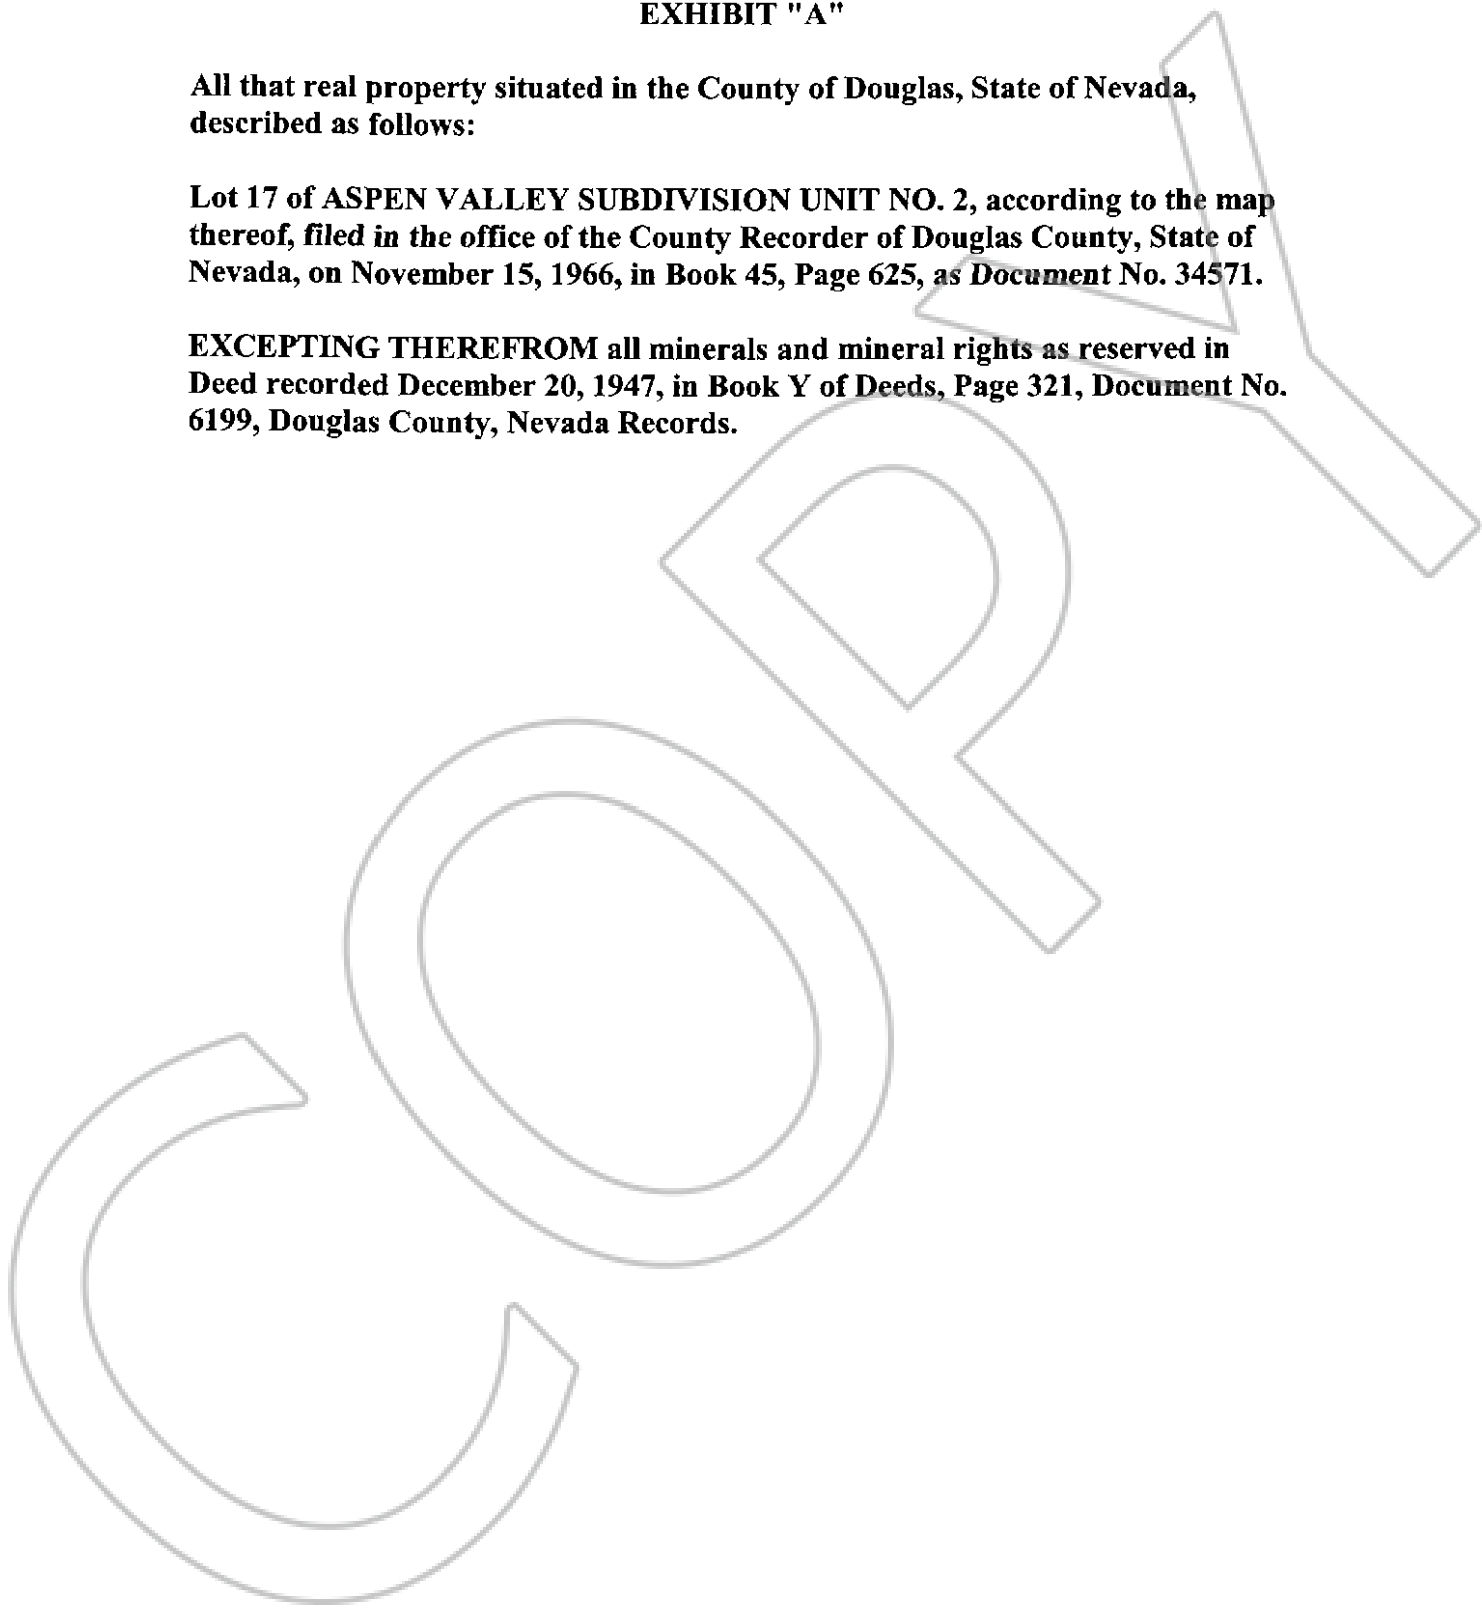 EXHIBIT "A"
All that real property situated in the County of Douglas, State of Nevada,
described as follows:
Lot 17 of ASPEN VALLEY SUBDIVISION UNIT NO. 2, according to the map
thereof, filed in the office of the County Recorder of Douglas County, State of
Nevada, on November 15, 1966, in Book 45, Page 625, as Document No. 34571.
EXCEPTING THEREFROM all minerals and mineral rights as reserved in
Deed recorded December 20, 1947, in Book Y of Deeds, Page 321, Document No.
6199, Douglas County, Nevada Records.
COPY